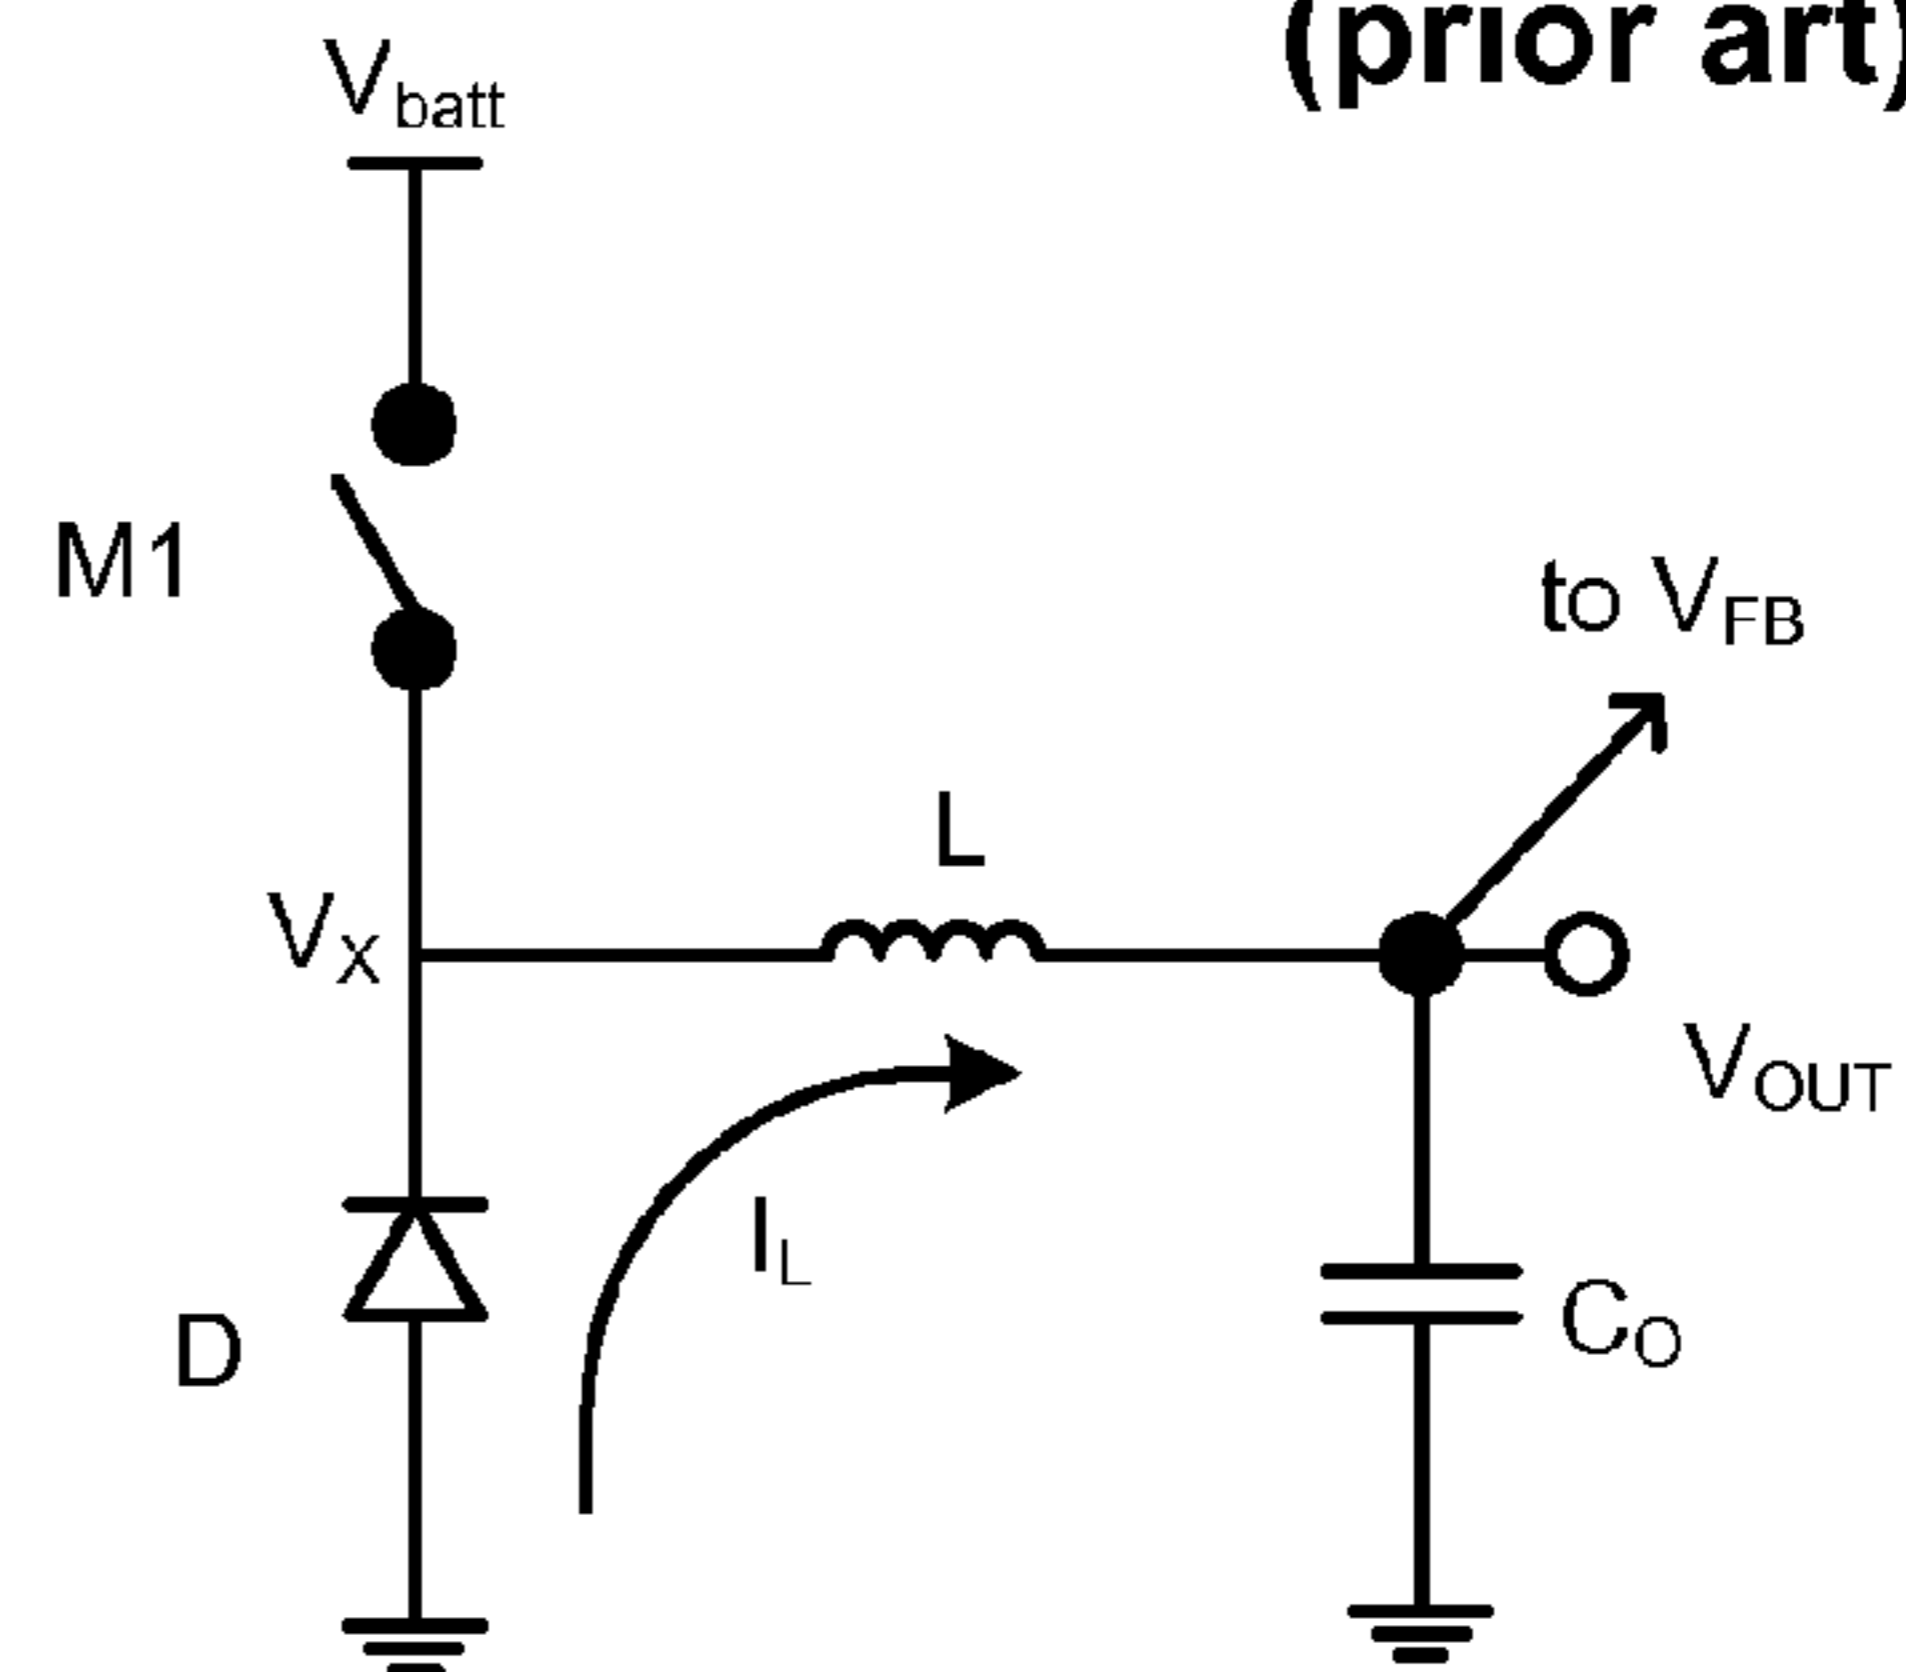 (prior art)
Vbatt
M1
to VFB
L
VX
VOUT
IL
D
CO